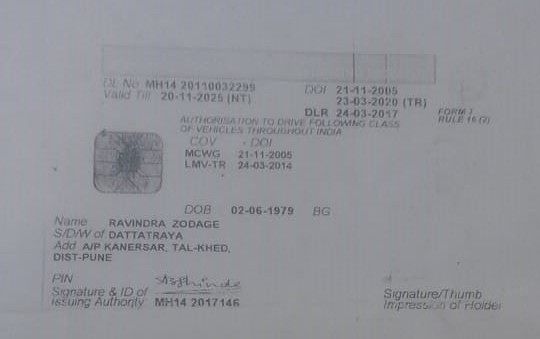 DL No MH14 20110032299 DOI 21-11-2005
Valid Till 20-11-2025 (NT) 23-03-2020 (TR)
DLR 24-03-2017 FORM 7
RULE 16 (2)
AUTHORISATION TO DRIVE FOLLOWING CLASS
OF VEHICLES THROUGHOUT INDIA
COV DOI
MCWG 21-11-2005
LMV-TR 24-03-2014
DOB 02-06-1979 BG
Name RAVINDRA ZODAGE
S/D/W of DATTATRAYA
Add A/P KANERSAR, TAL-KHED,
DIST-PUNE
PIN
Signature & ID of
Issuing Authority: MH14 2017146
Signature/Thumb
Impression of Holder